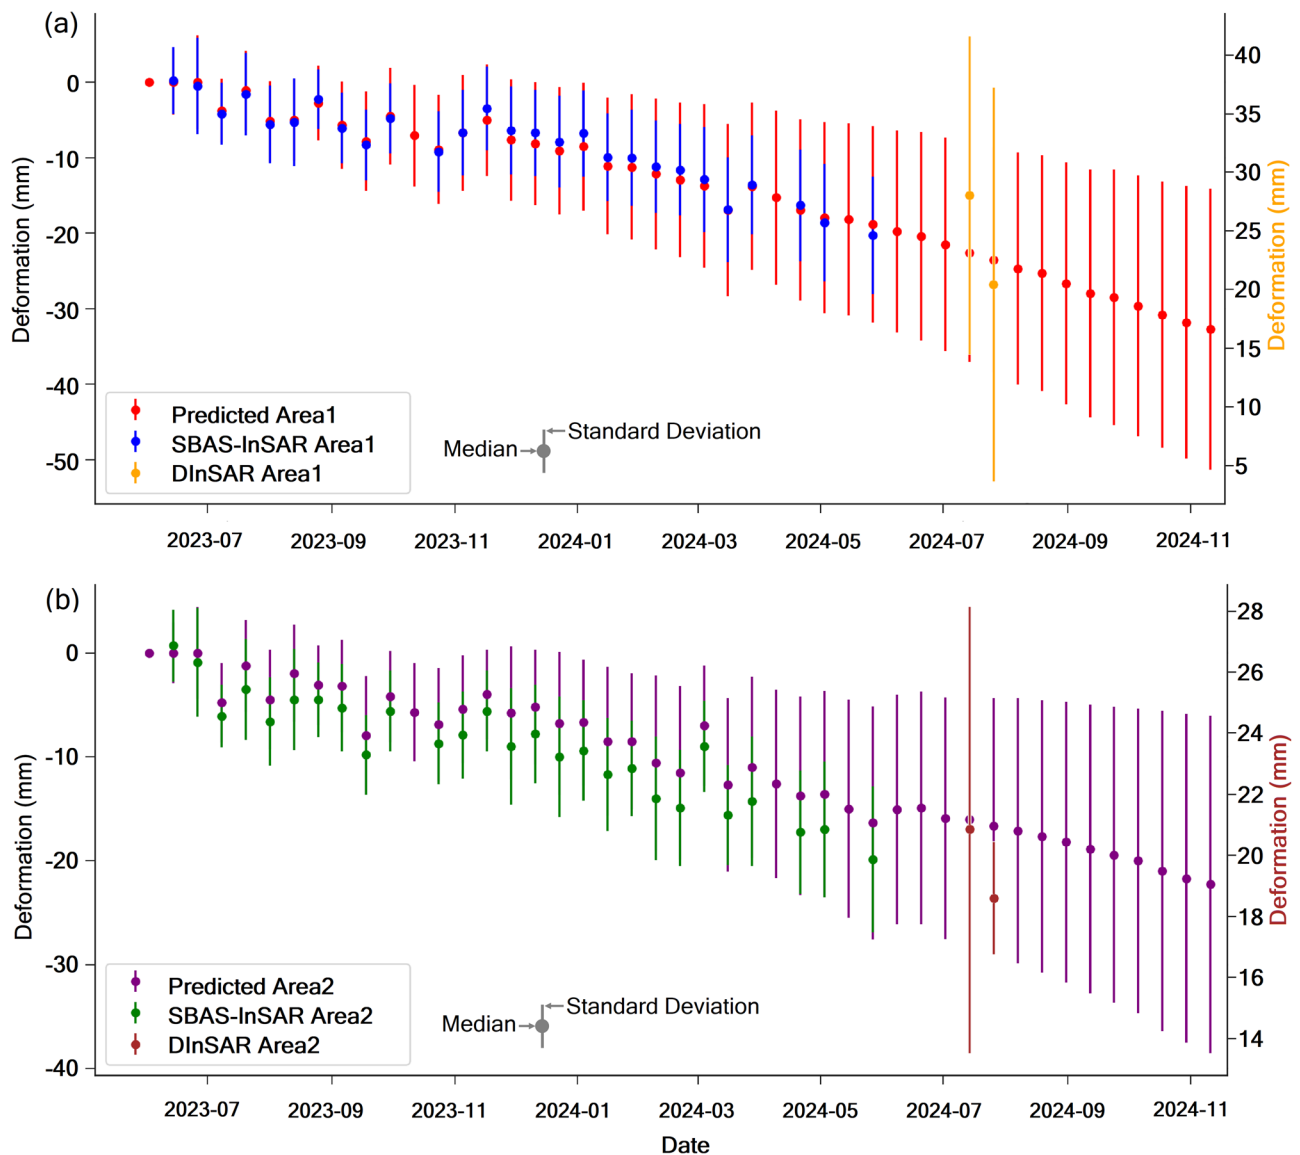 (a)
Deformation (mm)
0
-10
-20
-30
-40
-50
40
35
30
25
20
15
10
5
Deformation (mm)
Predicted Area1
SBAS-InSAR Area1
DInSAR Area1
Standard Deviation
Median
2023-07
2023-09
2023-11
2024-01
2024-03
2024-05
2024-07
2024-09
2024-11
(b)
Deformation (mm)
0
-10
-20
-30
-40
28
26
24
22
20
18
16
14
Deformation (mm)
Predicted Area2
SBAS-InSAR Area2
DInSAR Area2
Standard Deviation
Median
2023-07
2023-09
2023-11
2024-01
2024-03
2024-05
2024-07
2024-09
2024-11
Date